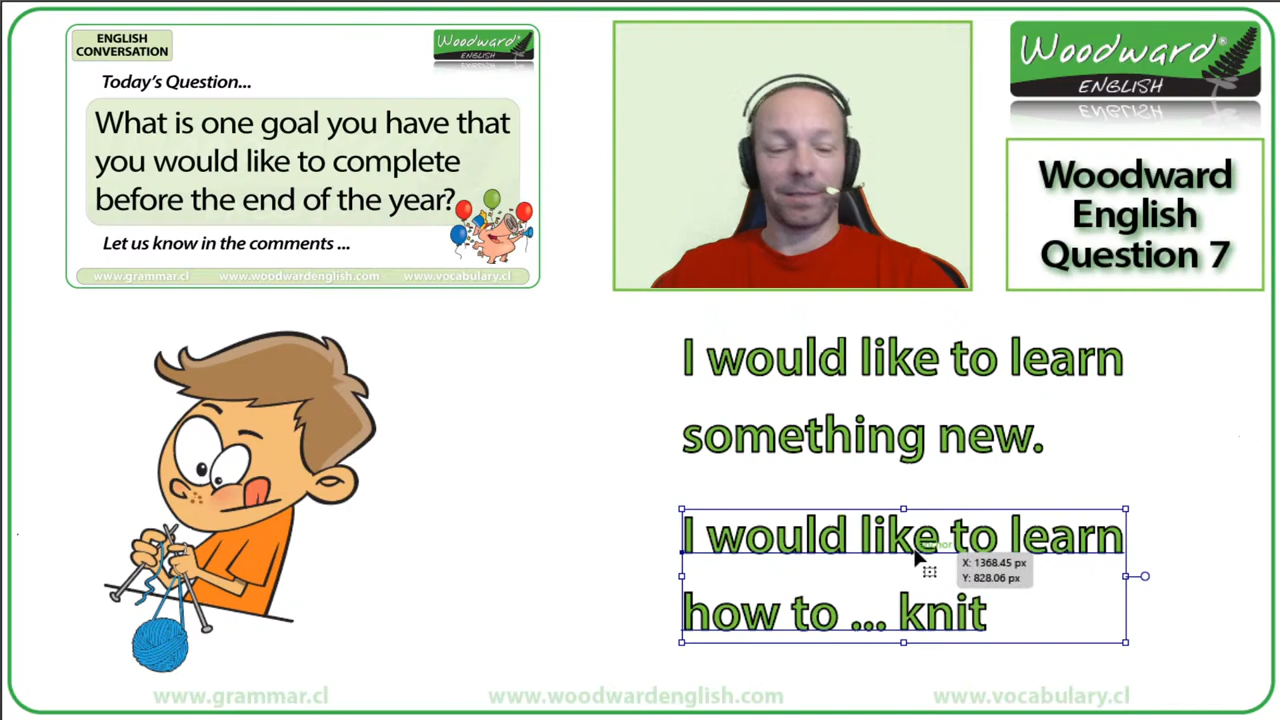 ENGLISH
CONVERSATION
Woodward®
ENGLISH
Today's Question...
What is one goal you have that
you would like to complete
before the end of the year?
Let us know in the comments ...
www.grammar.cl www.woodwardenglish.com www.vocabulary.cl
Woodward®
ENGLISH
Woodward
English
Question 7
I would like to learn
something new.
I would like to learn
how to ... knit
X: 1368.45 px
Y: 828.06 px
www.grammar.cl www.woodwardenglish.com www.vocabulary.cl